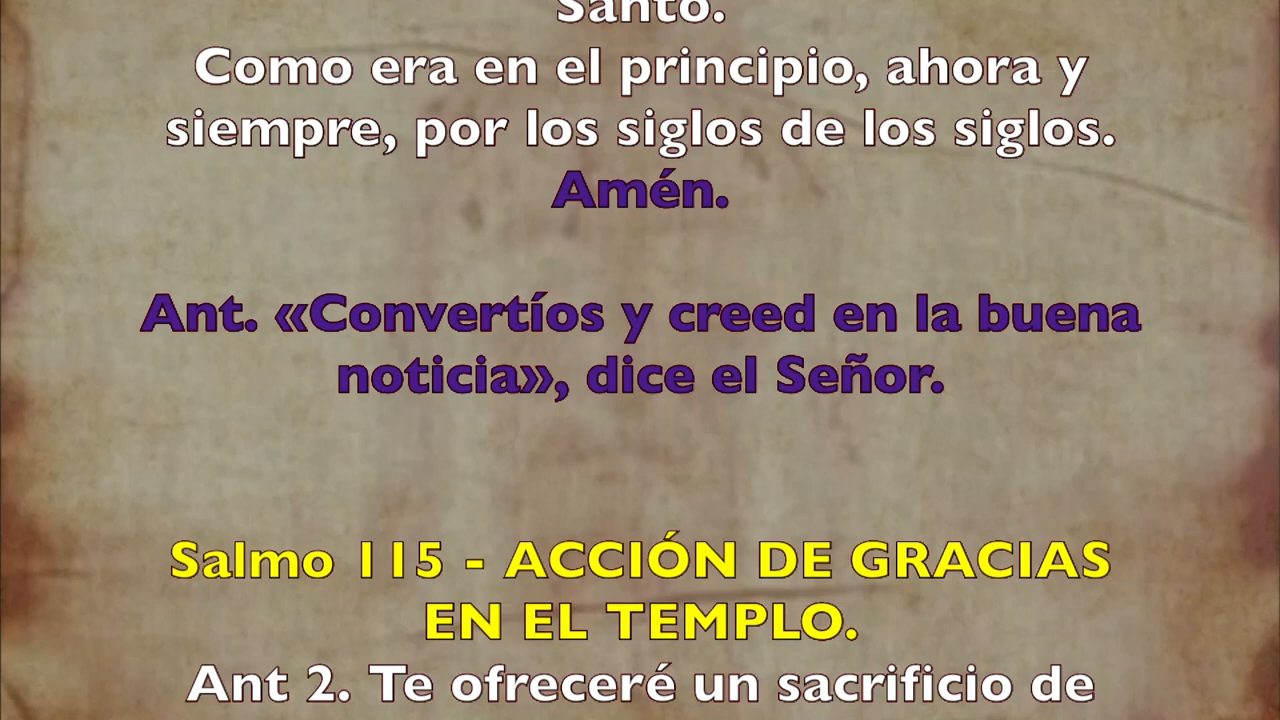 Santo.
Como era en el principio, ahora y
siempre, por los siglos de los siglos.
Amén.
Ant. «Convertíos y creed en la buena
noticia», dice el Señor.
Salmo 115 - ACCIÓN DE GRACIAS
EN EL TEMPLO.
Ant 2. Te ofreceré un sacrificio de